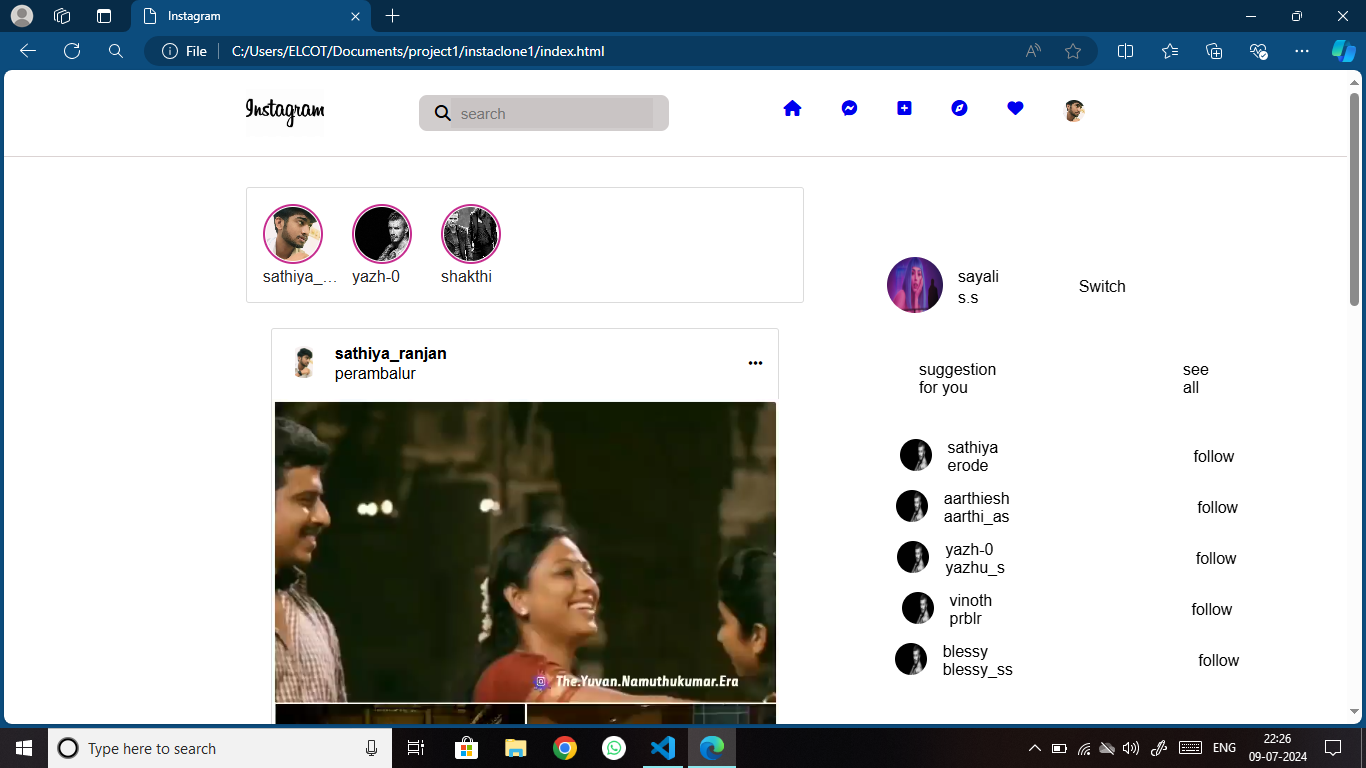 Instagram
File
C:/Users/ELCOT/Documents/project1/instaclone1/index.html
Instagram
search
sathiya_...
yazh-0
shakthi
sathiya_ranjan
perambalur
The.Yuvan.Namuthukumar.Era
sayali
s.s
Switch
suggestion
for you
see
all
sathiya
erode
follow
aarthiesh
aarthi_as
follow
yazh-0
yazhu_s
follow
vinoth
prblr
follow
blessy
blessy_ss
follow
Type here to search
ENG
22:26
09-07-2024